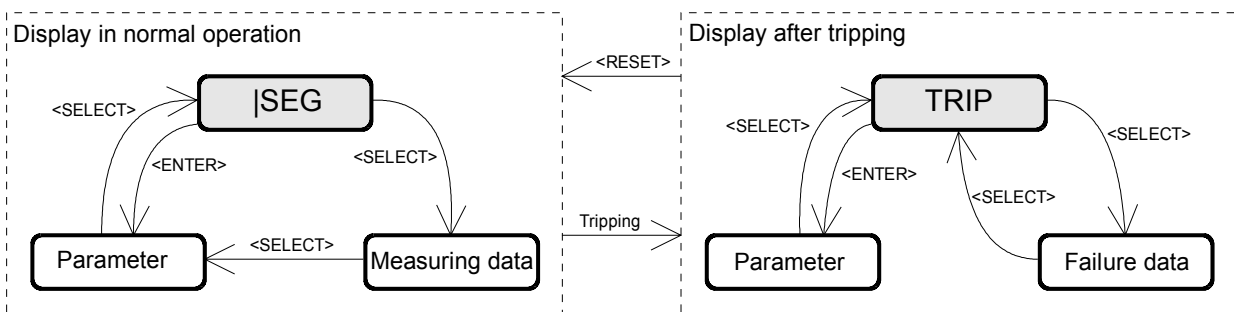 Display in normal operation
|SEG
<SELECT>
<ENTER>
<SELECT>
Parameter
<SELECT>
Measuring data
<RESET>
Tripping
Display after tripping
TRIP
<SELECT>
<ENTER>
<SELECT>
<SELECT>
Parameter
Failure data